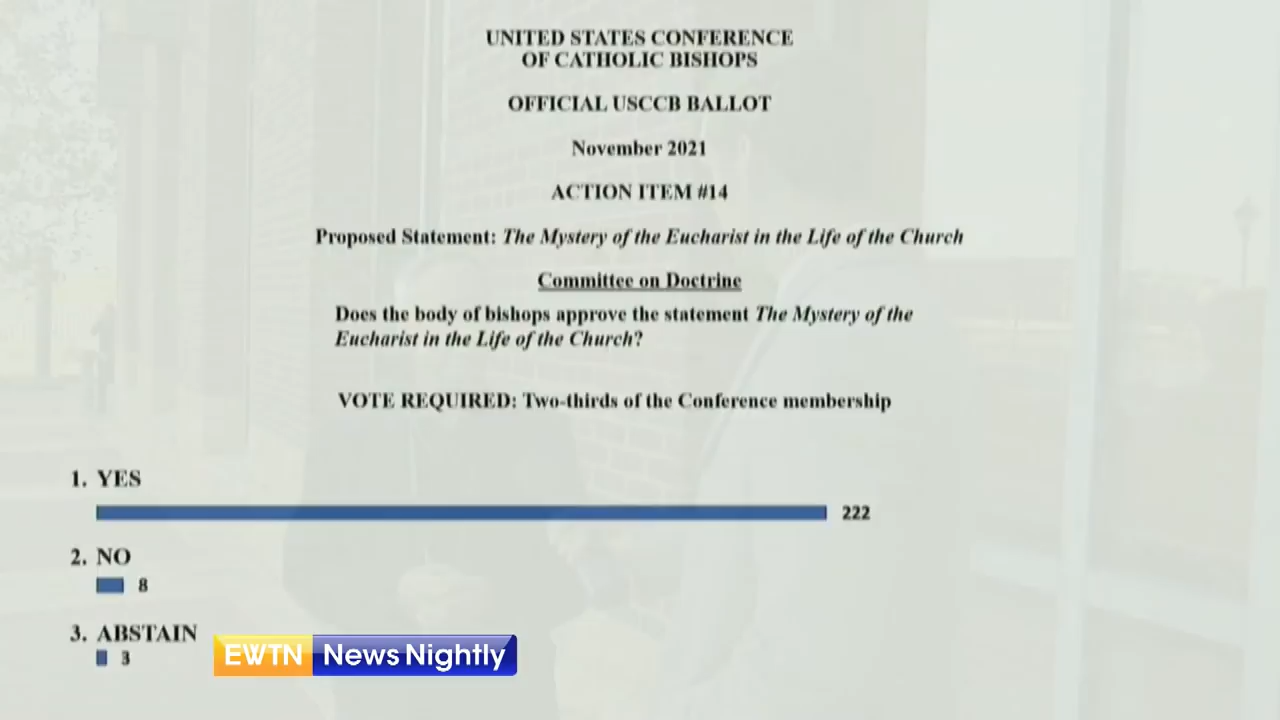 UNITED STATES CONFERENCE
OF CATHOLIC BISHOPS
OFFICIAL USCCB BALLOT
November 2021
ACTION ITEM #14
Proposed Statement: The Mystery of the Eucharist in the Life of the Church
Committee on Doctrine
Does the body of bishops approve the statement The Mystery of the
Eucharist in the Life of the Church?
VOTE REQUIRED: Two-thirds of the Conference membership
1. YES
222
2. NO
8
3. ABSTAIN
3
EWTN News Nightly